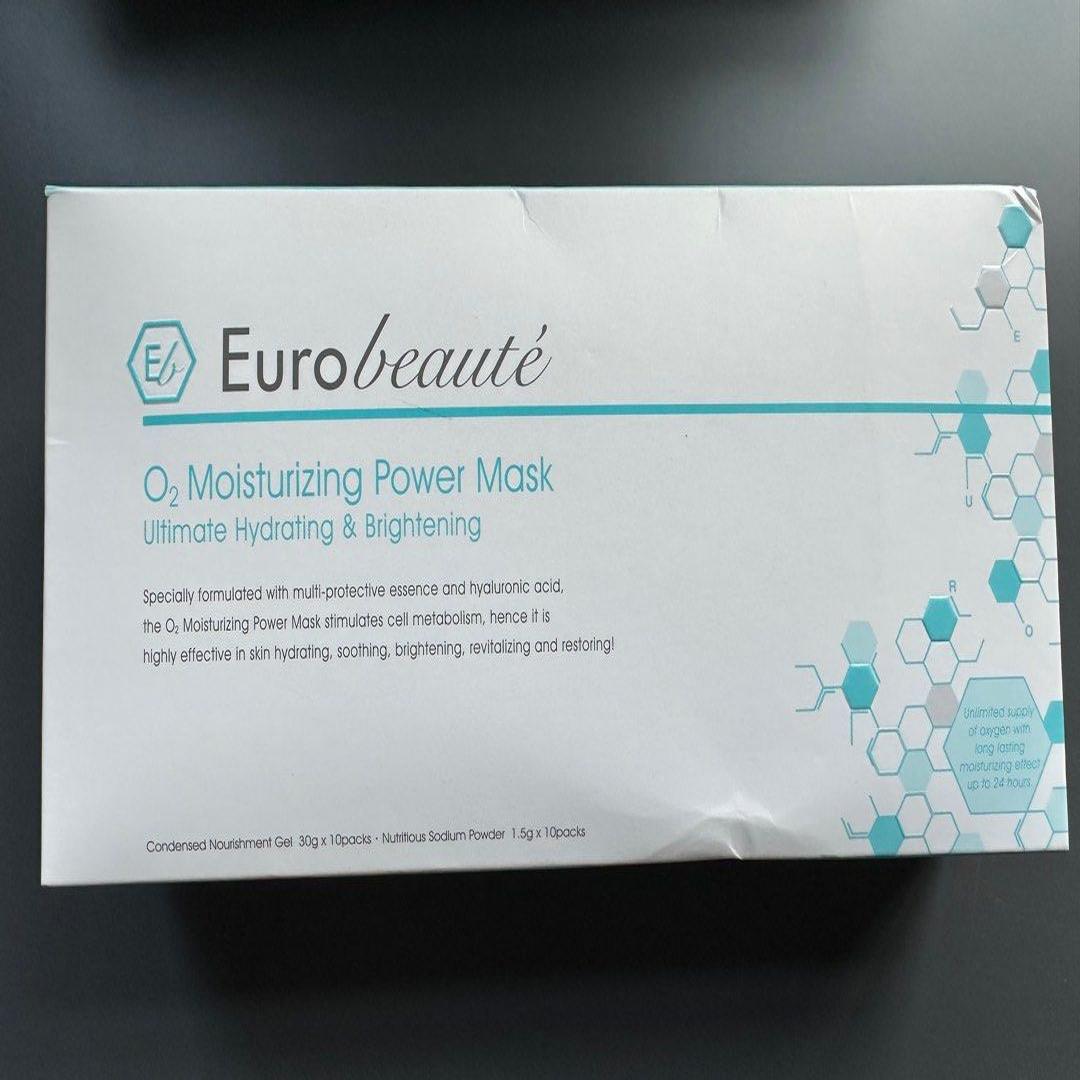 Eb Eurobeauté
O₂ Moisturizing Power Mask
Ultimate Hydrating & Brightening
Specially formulated with multi-protective essence and hyaluronic acid,
the O₂ Moisturizing Power Mask stimulates cell metabolism, hence it is
highly effective in skin hydrating, soothing, brightening, revitalizing and restoring!
Condensed Nourishment Gel 30g x 10packs · Nutritious Sodium Powder 1.5g x 10packs
E
U
R
O
Unlimited supply
of oxygen with
long lasting
moisturizing effect
up to 24 hours.